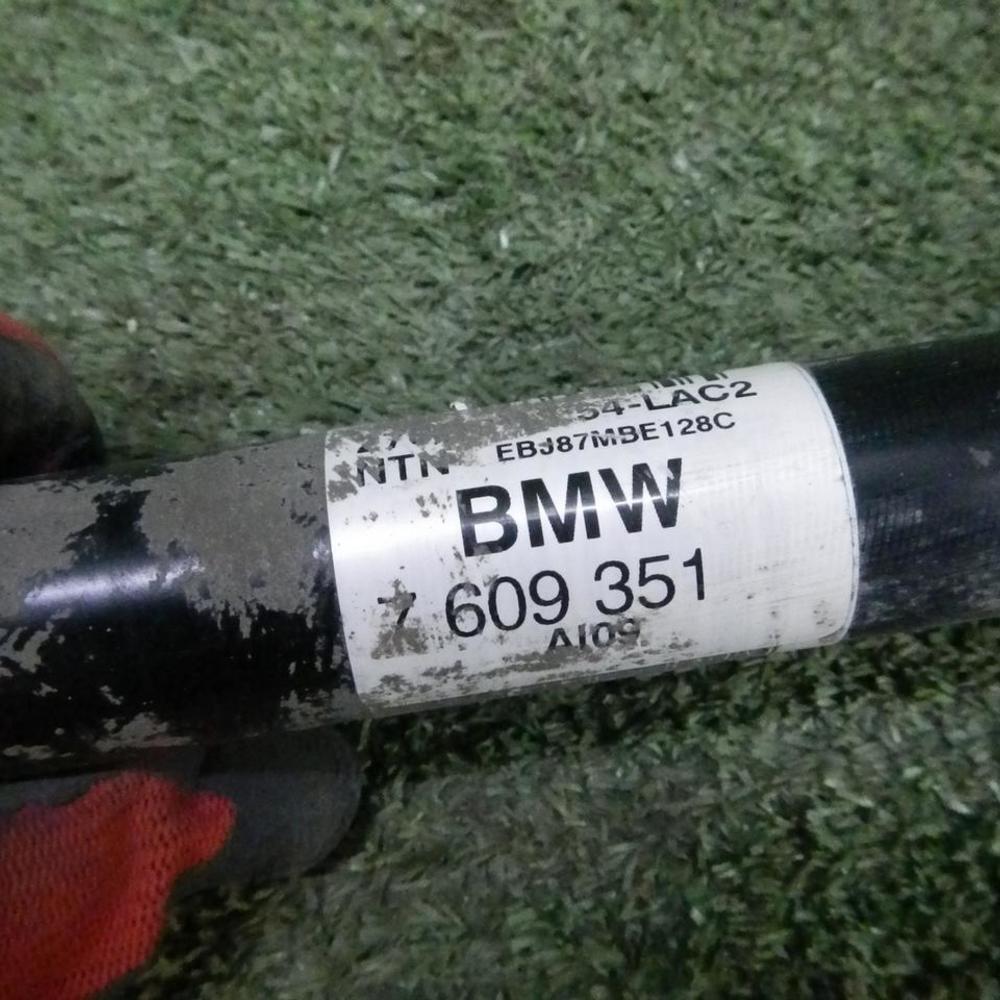 54-LAC2
NTN EBJ87MBE128C
BMW
7 609 351
AI09